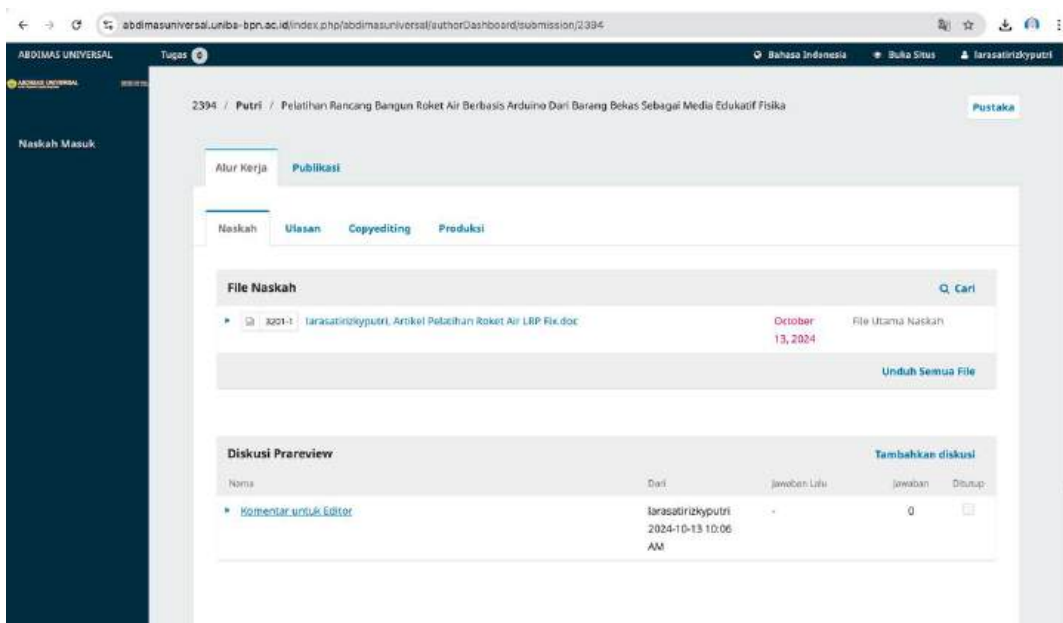 abdimasuniversal.uniba-bpn.ac.id/index.php/abdimasuniversal/authorDashboard/submission/2394
ABDIMAS UNIVERSAL
Tugas 0
Bahasa Indonesia
Buka Situs
larasatirizkyputri
ABDIMAS UNIVERSAL
2394 / Putri / Pelatihan Rancang Bangun Roket Air Berbasis Arduino Dari Barang Bekas Sebagai Media Edukatif Fisika
Pustaka
Naskah Masuk
Alur Kerja
Publikasi
Naskah
Ulasan
Copyediting
Produksi
File Naskah
Cari
3201-1 larasatirizkyputri, Artikel Pelatihan Roket Air LRP Fix.doc
October
13, 2024
File Utama Naskah
Unduh Semua File
Diskusi Prareview
Tambahkan diskusi
Nama
Dari
Jawaban Lalu
Jawaban
Ditutup
Komentar untuk Editor
larasatirizkyputri
2024-10-13 10:06
AM
-
0